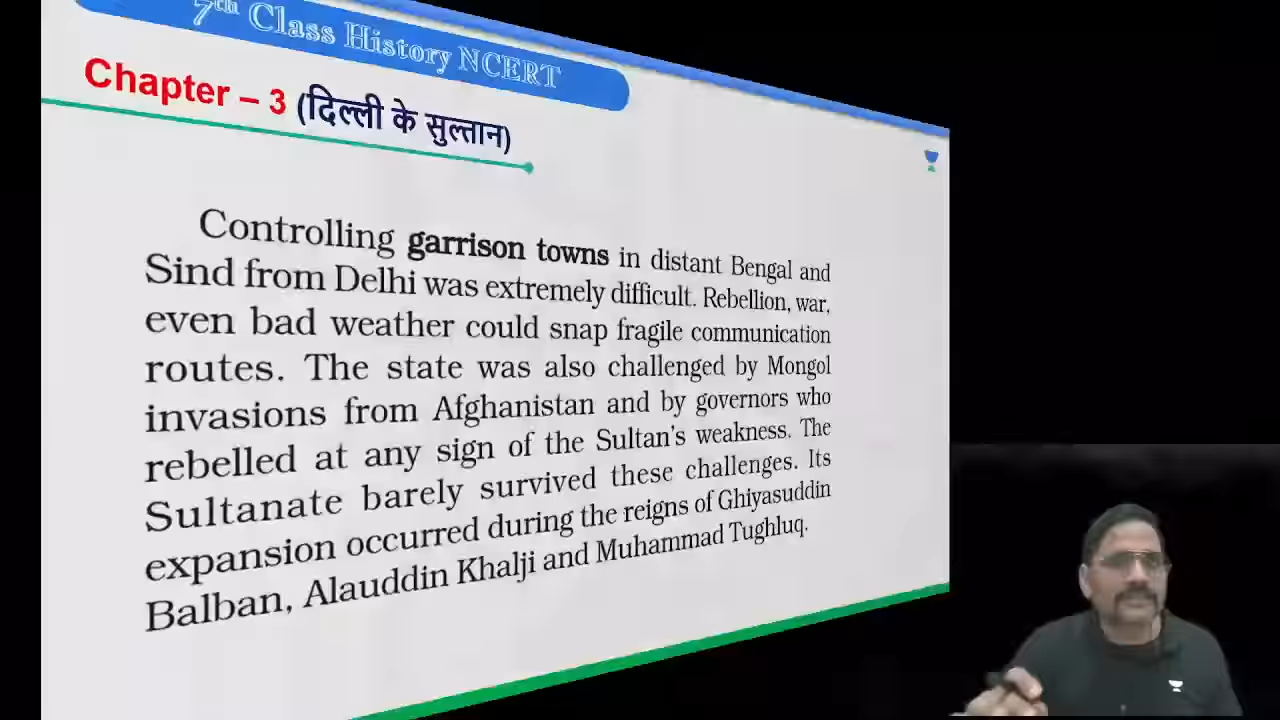 7th Class History NCERT
Chapter – 3 (दिल्ली के सुल्तान)
Controlling garrison towns in distant Bengal and
Sind from Delhi was extremely difficult. Rebellion, war,
even bad weather could snap fragile communication
routes. The state was also challenged by Mongol
invasions from Afghanistan and by governors who
rebelled at any sign of the Sultan's weakness. The
Sultanate barely survived these challenges. Its
expansion occurred during the reigns of Ghiyasuddin
Balban, Alauddin Khalji and Muhammad Tughluq.